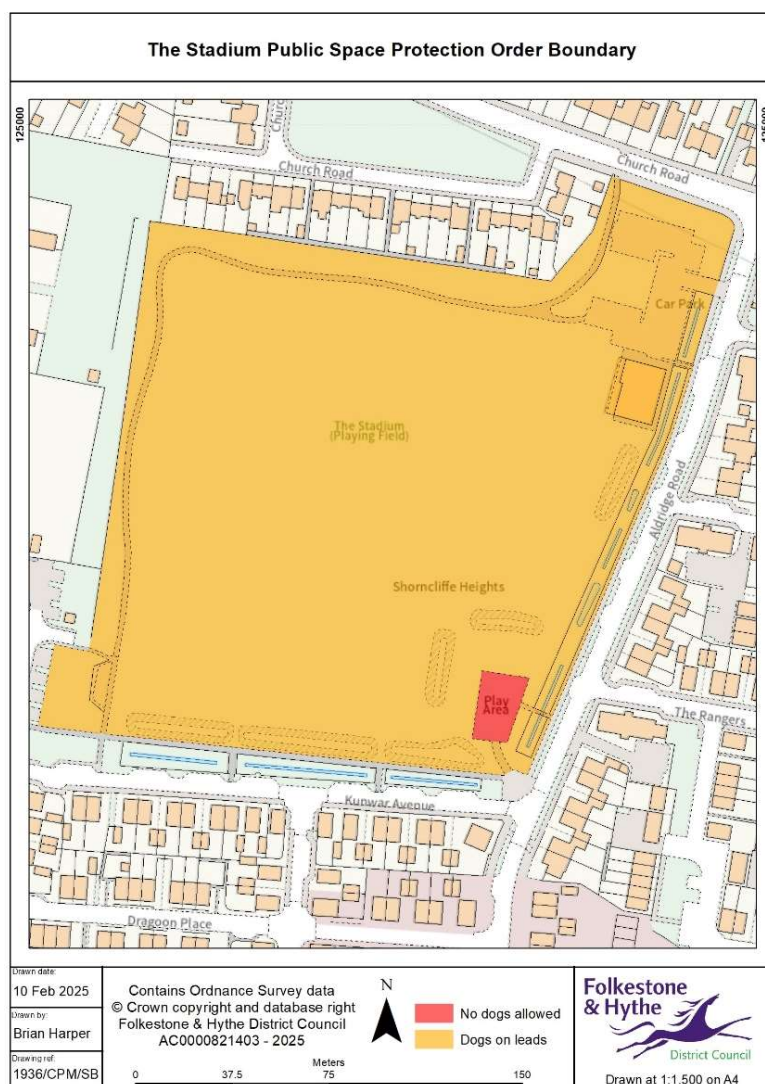 The Stadium Public Space Protection Order Boundary
125000
125000
Church Road
Church Road
Car Park
The Stadium
(Playing Field)
Aldridge Road
Shorncliffe Heights
Play
Area
The Rangers
Kunwar Avenue
Dragoon Place
Drawn date:
10 Feb 2025
Drawn by:
Brian Harper
Drawing ref:
1936/CPM/SB
Contains Ordnance Survey data
© Crown copyright and database right
Folkestone & Hythe District Council
AC0000821403 - 2025
N
No dogs allowed
Dogs on leads
Meters
0 37.5 75 150
Folkestone
& Hythe
District Council
Drawn at 1:1,500 on A4